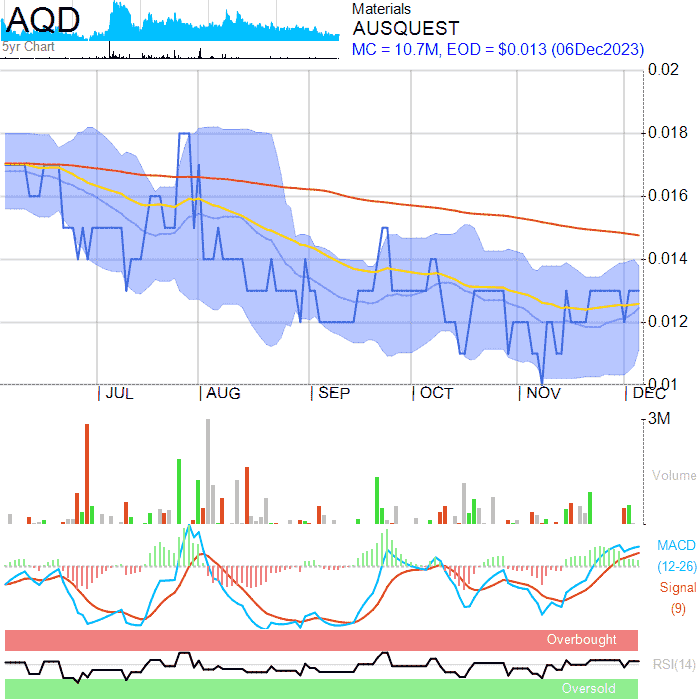 AQD
5yr Chart
Materials
AUSQUEST
MC = 10.7M, EOD = $0.013 (06Dec2023)
0.02
0.018
0.016
0.014
0.012
0.01
JUL AUG SEP OCT NOV DEC
3M
Volume
MACD
(12-26)
Signal
(9)
Overbought
RSI(14)
Oversold